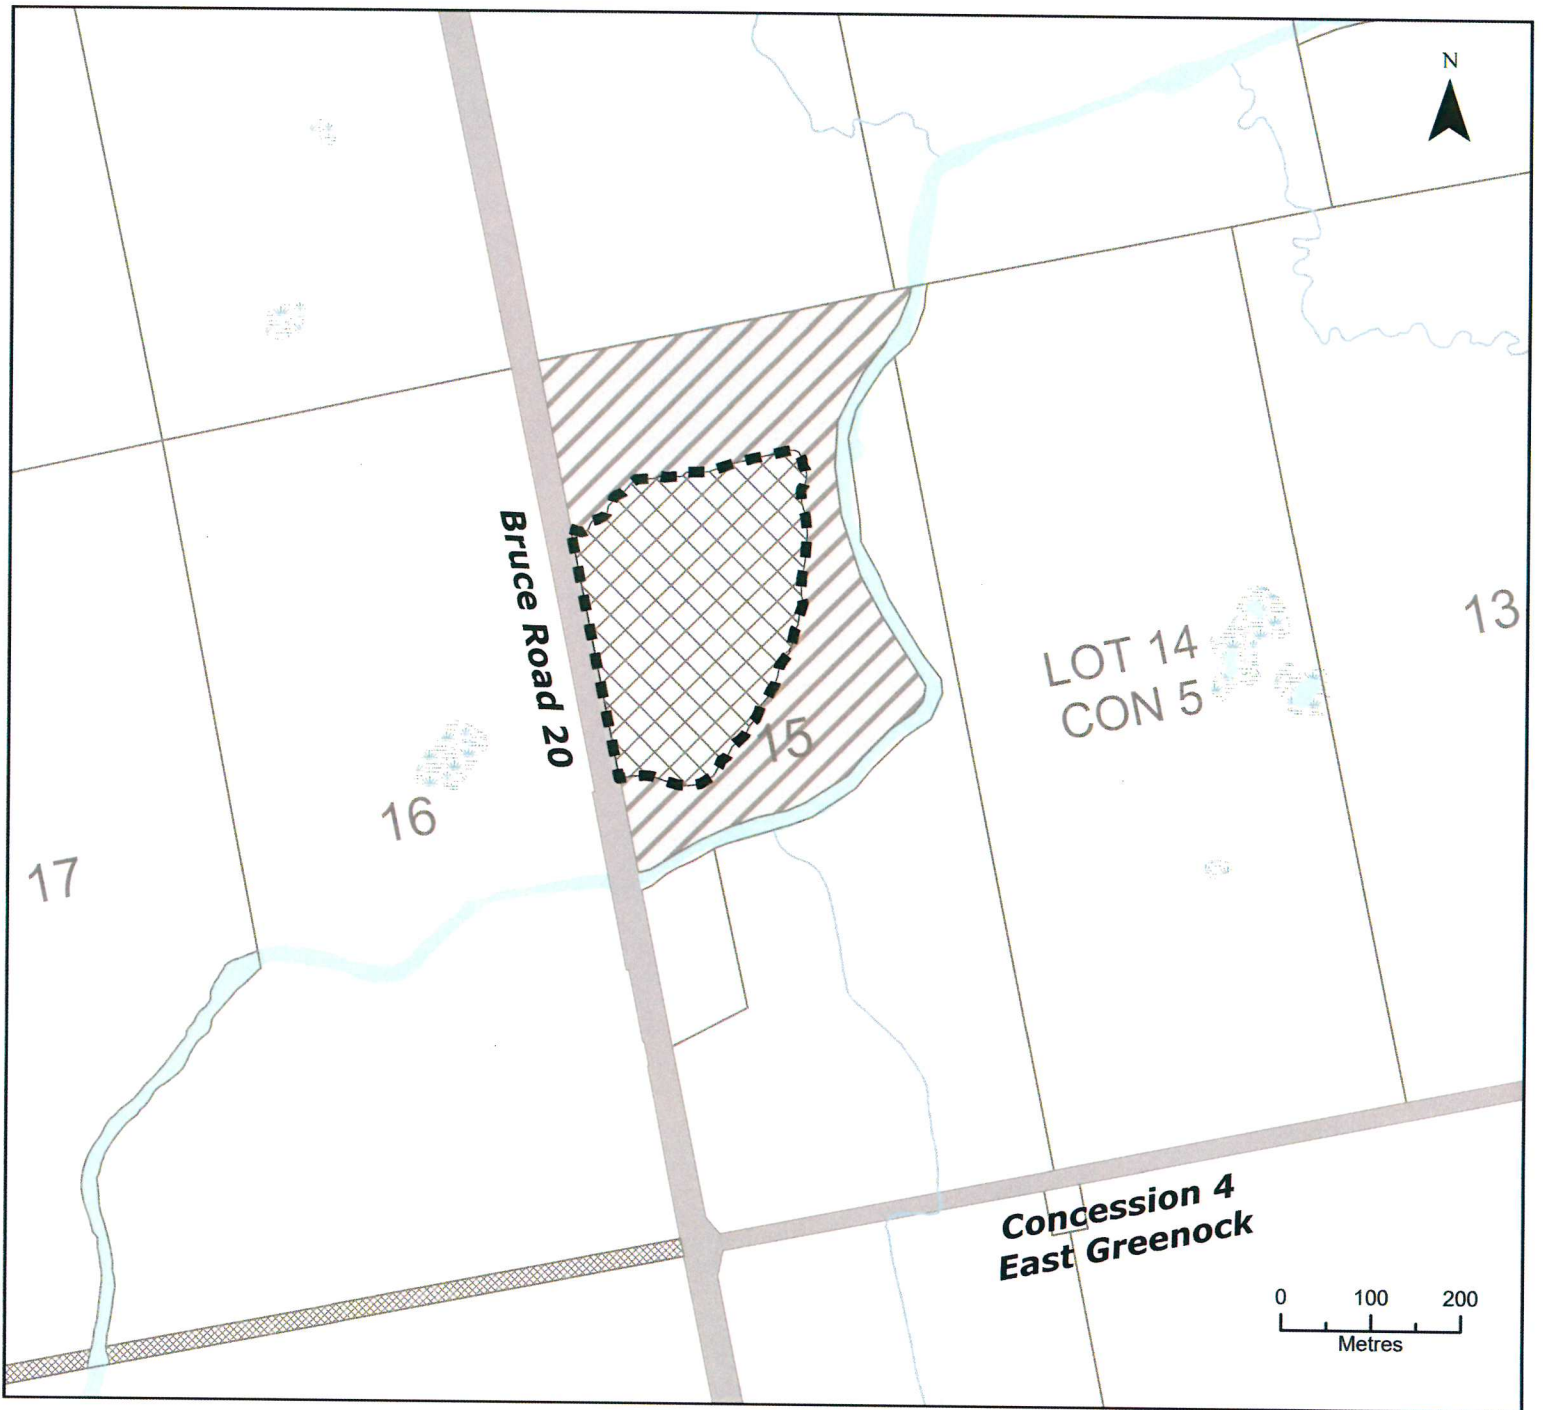 N
Bruce Road 20
LOT 14
CON 5
13
15
16
17
Concession 4
East Greenock
0 100 200
Metres